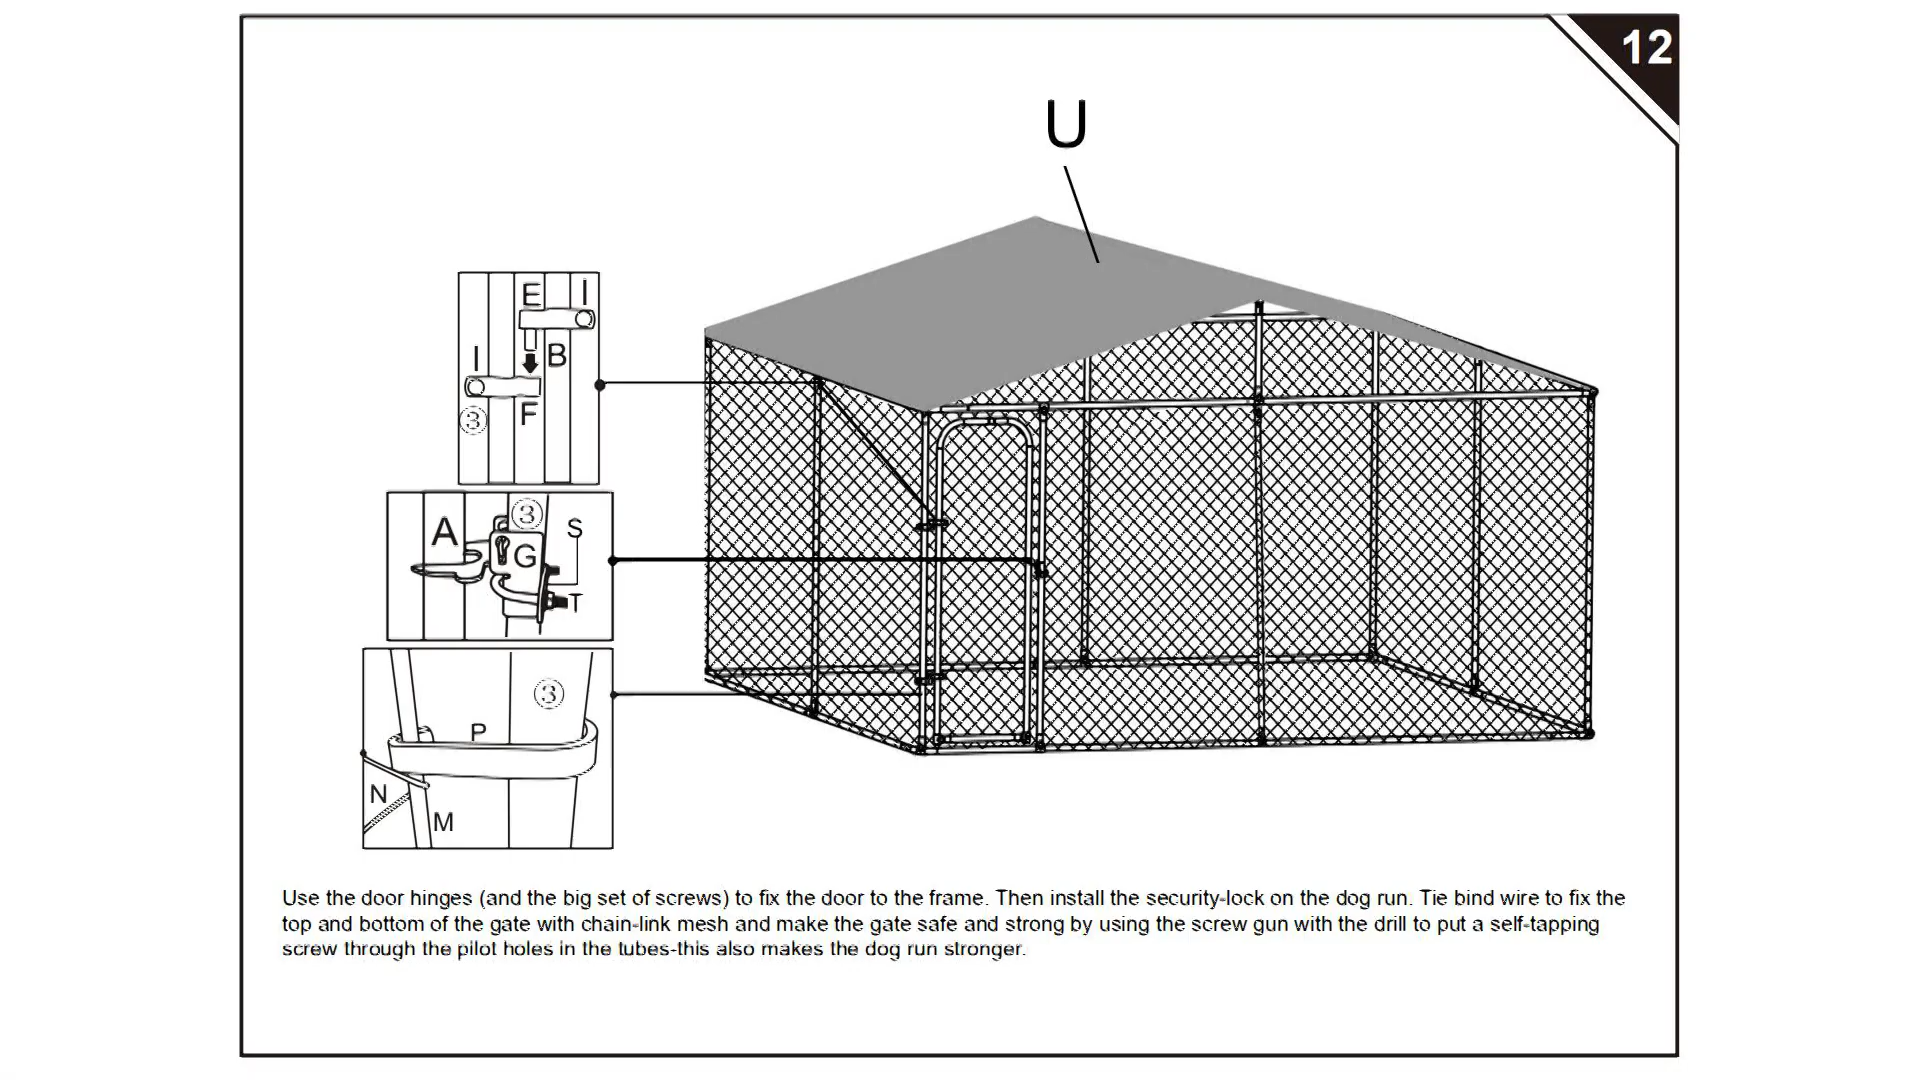 12
U
E I
I B
③ F
A ③ S
G
T
③
P
N
M
Use the door hinges (and the big set of screws) to fix the door to the frame. Then install the security-lock on the dog run. Tie bind wire to fix the
top and bottom of the gate with chain-link mesh and make the gate safe and strong by using the screw gun with the drill to put a self-tapping
screw through the pilot holes in the tubes-this also makes the dog run stronger.